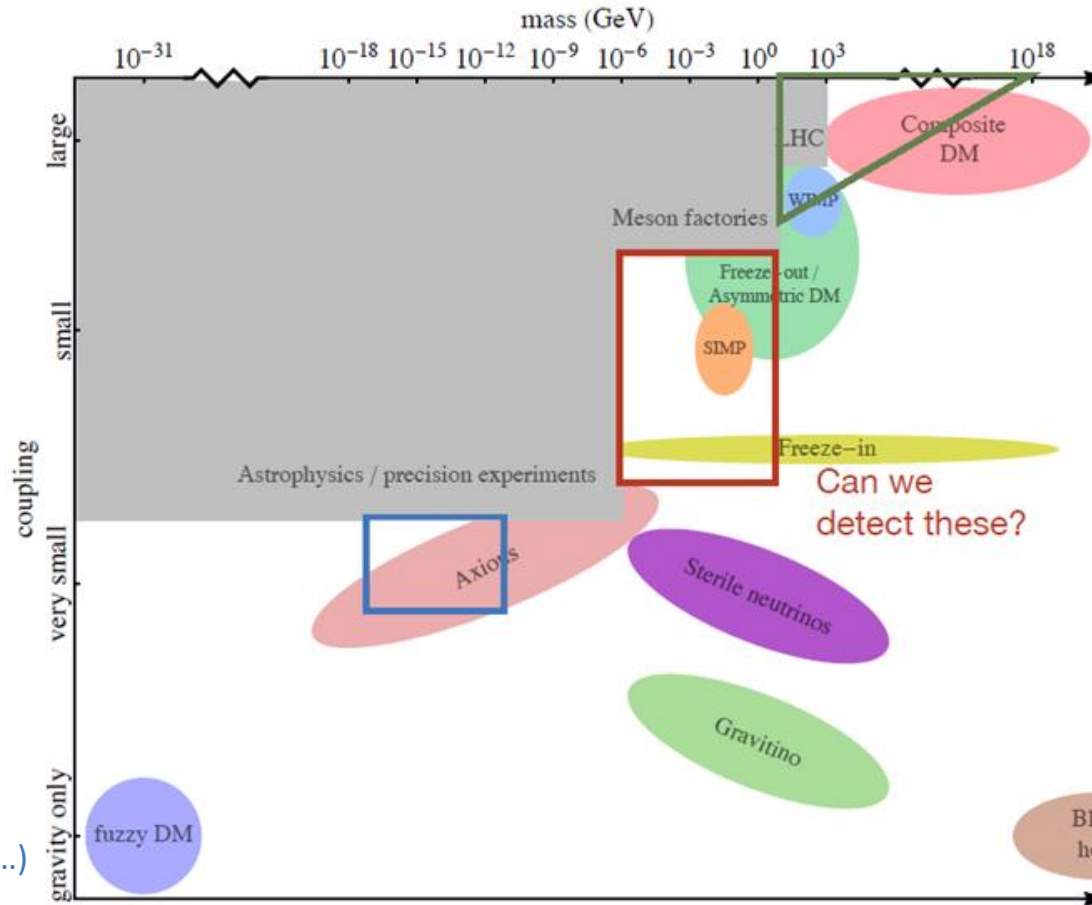 mass (GeV)
10⁻³¹ 10⁻¹⁸ 10⁻¹⁵ 10⁻¹² 10⁻⁹ 10⁻⁶ 10⁻³ 10⁰ 10³ 10¹⁸
coupling
large
small
very small
gravity only
LHC
Composite
DM
WIMP
Meson factories
Freeze-out /
Asymmetric DM
SIMP
Freeze-in
Astrophysics / precision experiments
Can we
detect these?
Axions
Sterile neutrinos
Gravitino
fuzzy DM
..)